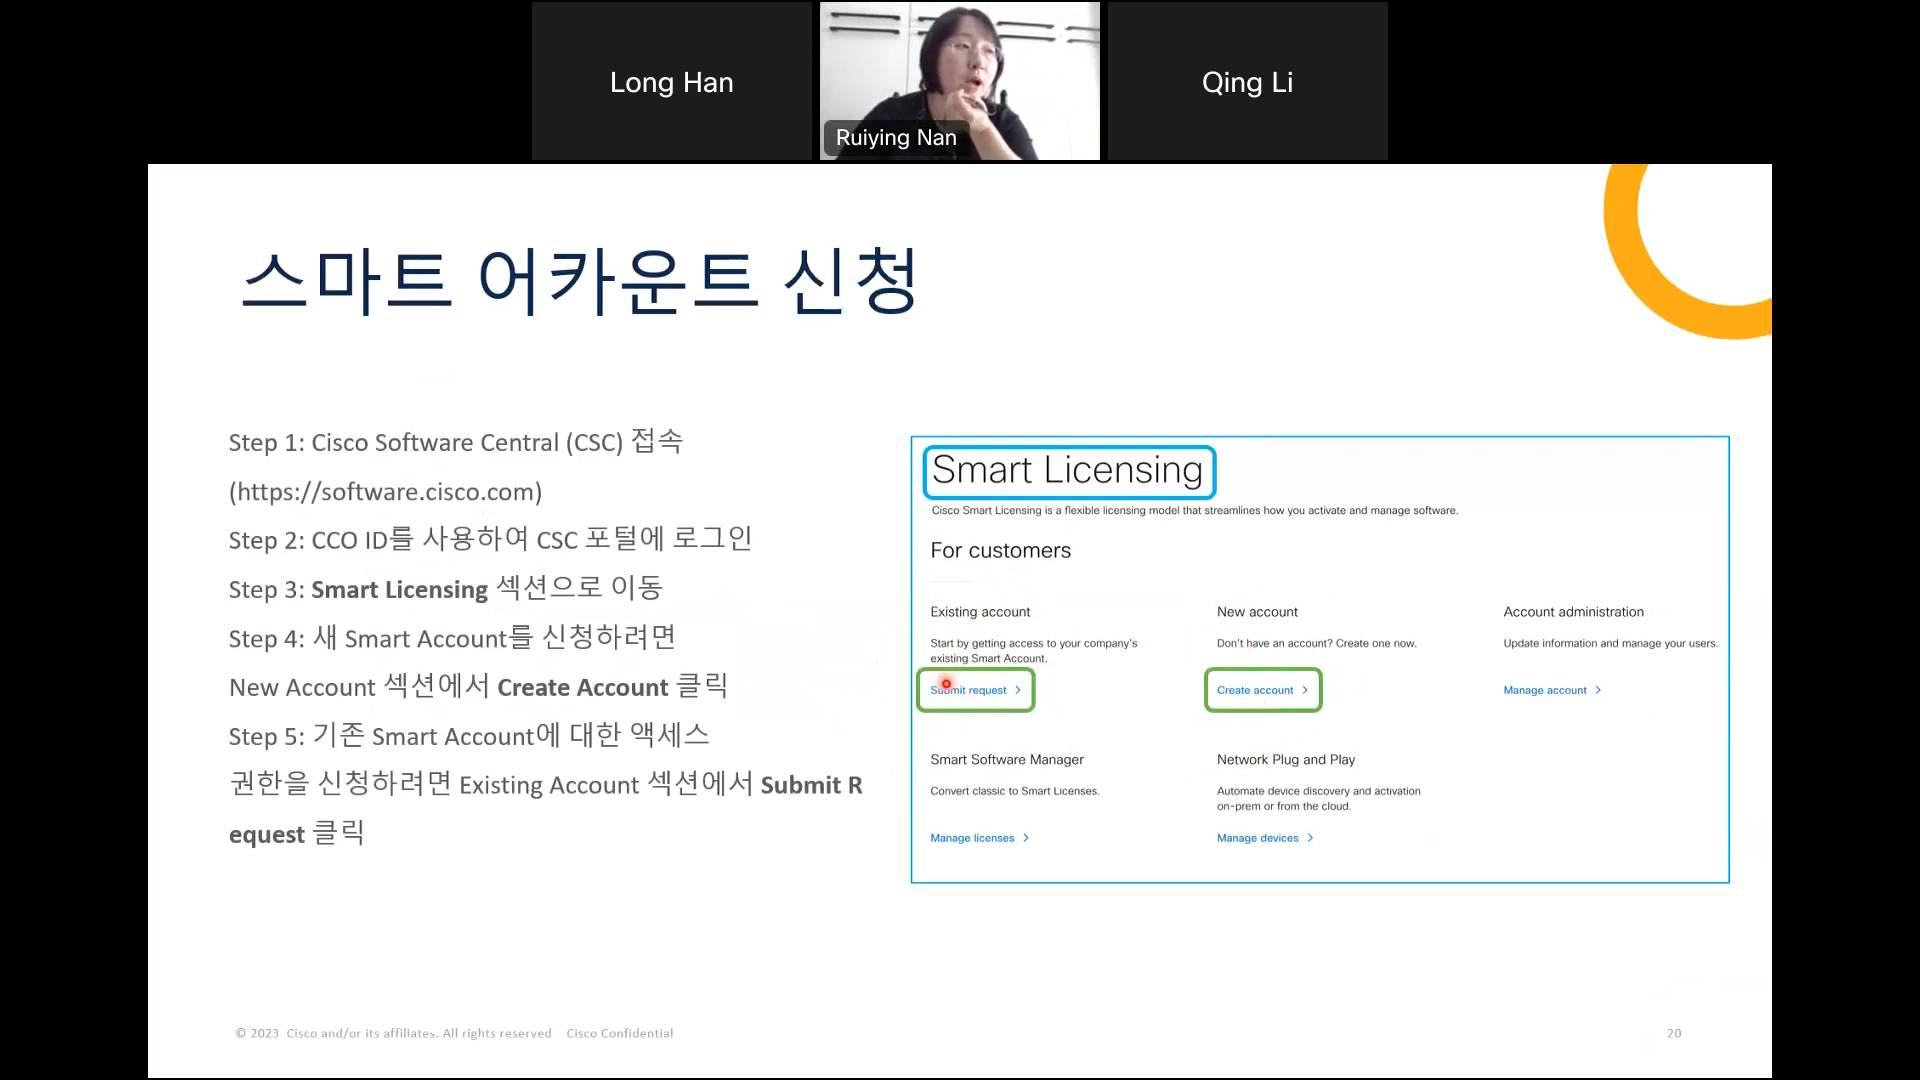 Long Han
Ruiying Nan
Qing Li
스마트 어카운트 신청
Step 1: Cisco Software Central (CSC) 접속
(https://software.cisco.com)
Step 2: CCO ID를 사용하여 CSC 포털에 로그인
Step 3: Smart Licensing 섹션으로 이동
Step 4: 새 Smart Account를 신청하려면
New Account 섹션에서 Create Account 클릭
Step 5: 기존 Smart Account에 대한 액세스
권한을 신청하려면 Existing Account 섹션에서 Submit R
equest 클릭
Smart Licensing
Cisco Smart Licensing is a flexible licensing model that streamlines how you activate and manage software.
For customers
Existing account
Start by getting access to your company's
existing Smart Account.
Submit request
New account
Don't have an account? Create one now.
Create account
Account administration
Update information and manage your users.
Manage account
Smart Software Manager
Convert classic to Smart Licenses.
Manage licenses
Network Plug and Play
Automate device discovery and activation
on-prem or from the cloud.
Manage devices
© 2023 Cisco and/or its affiliates. All rights reserved Cisco Confidential
20